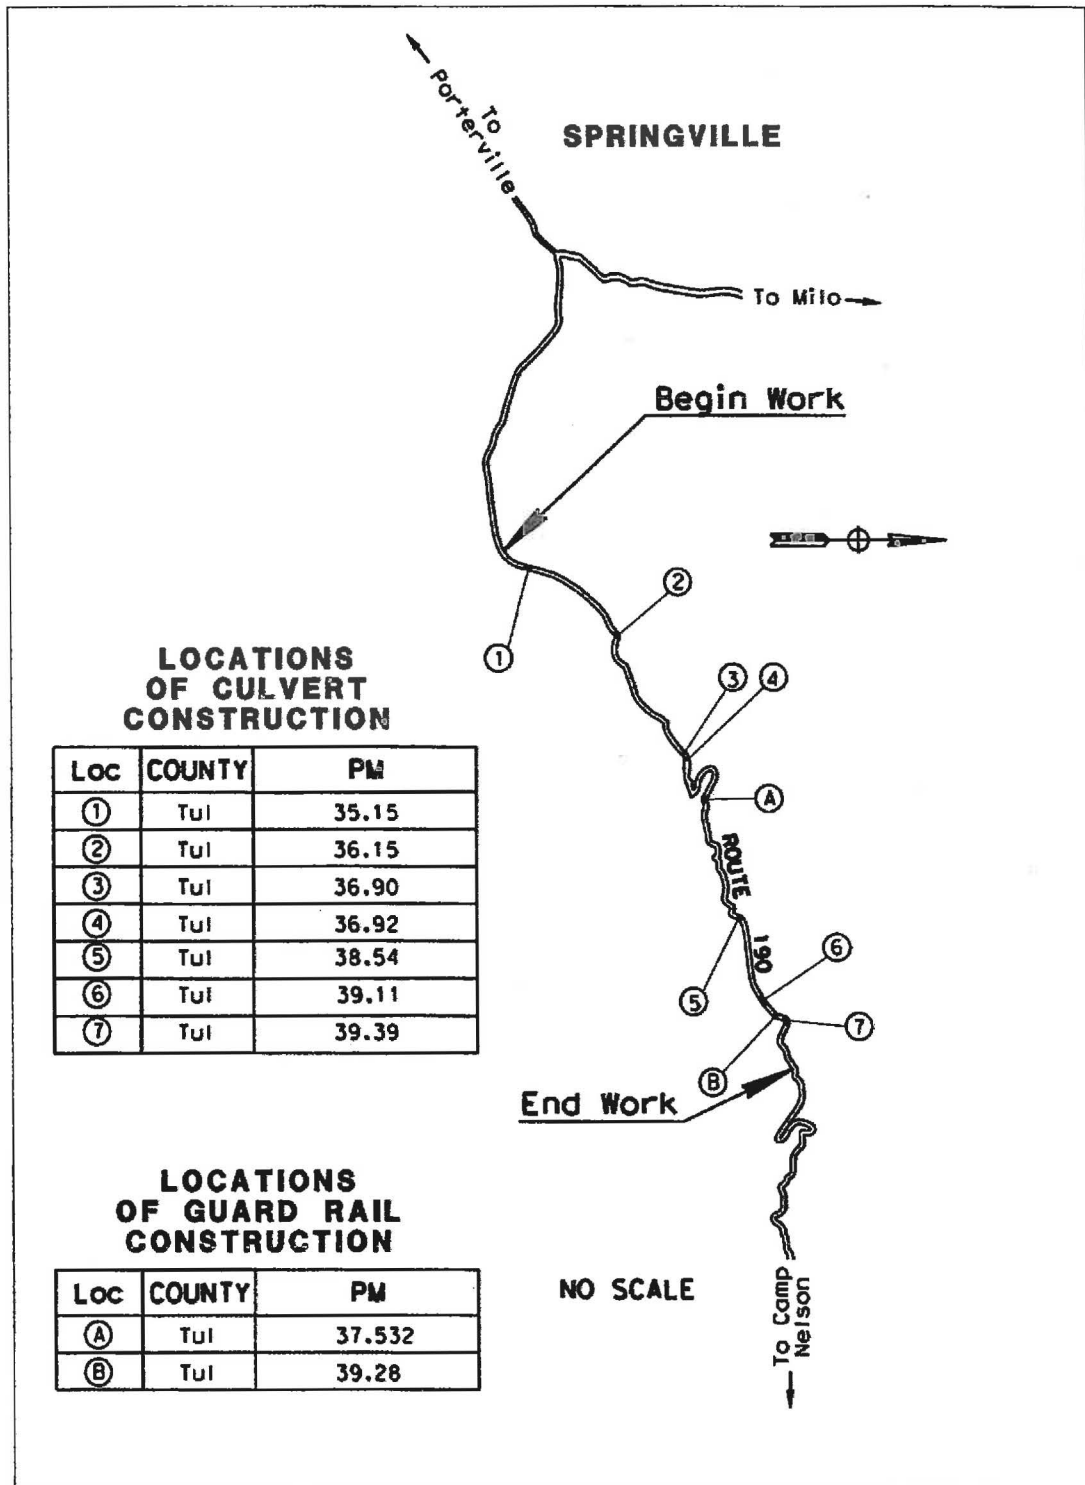 To
Porterville
SPRINGVILLE
To Milo
Begin Work
2
1
3 4
A
ROUTE
190
6
5
7
B
End Work
LOCATIONS
OF CULVERT
CONSTRUCTION
Loc COUNTY PM
1 Tul 35.15
2 Tul 36.15
3 Tul 36.90
4 Tul 36.92
5 Tul 38.54
6 Tul 39.11
7 Tul 39.39
LOCATIONS
OF GUARD RAIL
CONSTRUCTION
Loc COUNTY PM
A Tul 37.532
B Tul 39.28
NO SCALE
To Camp
Nelson